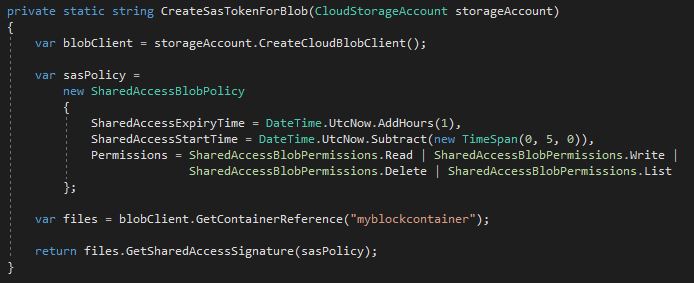 private static string CreateSasTokenForBlob(CloudStorageAccount storageAccount)
{
    var blobClient = storageAccount.CreateCloudBlobClient();

    var sasPolicy =
        new SharedAccessBlobPolicy
        {
            SharedAccessExpiryTime = DateTime.UtcNow.AddHours(1),
            SharedAccessStartTime = DateTime.UtcNow.Subtract(new TimeSpan(0, 5, 0)),
            Permissions = SharedAccessBlobPermissions.Read | SharedAccessBlobPermissions.Write |
                          SharedAccessBlobPermissions.Delete | SharedAccessBlobPermissions.List
        };

    var files = blobClient.GetContainerReference("myblockcontainer");

    return files.GetSharedAccessSignature(sasPolicy);
}